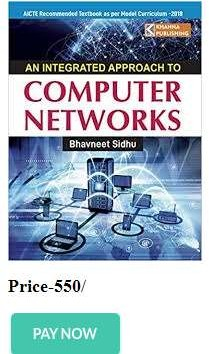 AICTE Recommended Textbook as per Model Curriculum -2018
KHANNA
PUBLISHING
AN INTEGRATED APPROACH TO
COMPUTER
NETWORKS
Bhavneet Sidhu
Price-550/
PAY NOW